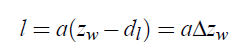 l = a(z_w − d_l) = aΔz_w